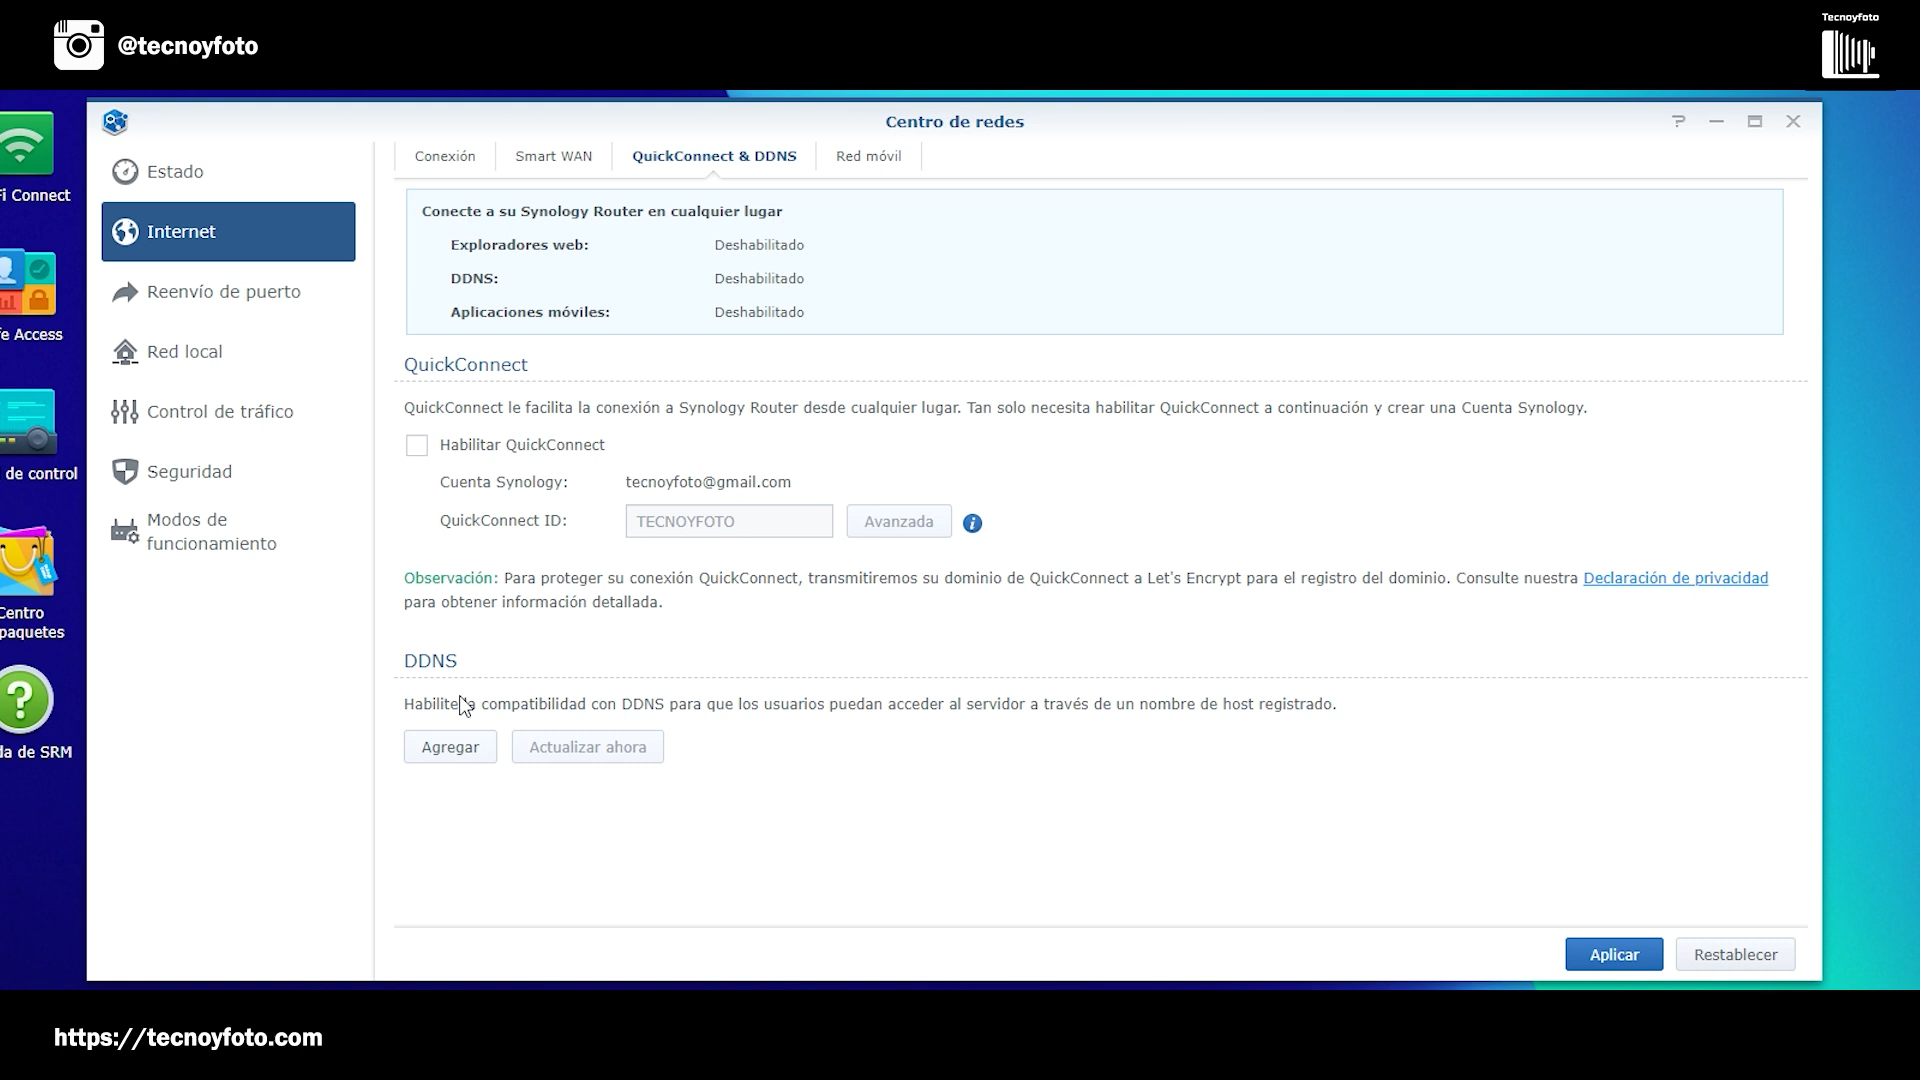 @tecnoyfoto
Tecnoyfoto
Centro de redes
Fi Connect
fe Access
de control
Centro
paquetes
da de SRM
Estado
Internet
Reenvío de puerto
Red local
Control de tráfico
Seguridad
Modos de
funcionamiento
Conexión
Smart WAN
QuickConnect & DDNS
Red móvil
Conecte a su Synology Router en cualquier lugar
Exploradores web: Deshabilitado
DDNS: Deshabilitado
Aplicaciones móviles: Deshabilitado
QuickConnect
QuickConnect le facilita la conexión a Synology Router desde cualquier lugar. Tan solo necesita habilitar QuickConnect a continuación y crear una Cuenta Synology.
Habilitar QuickConnect
Cuenta Synology: tecnoyfoto@gmail.com
QuickConnect ID: TECNOYFOTO Avanzada
Observación: Para proteger su conexión QuickConnect, transmitiremos su dominio de QuickConnect a Let's Encrypt para el registro del dominio. Consulte nuestra Declaración de privacidad
para obtener información detallada.
DDNS
Habilite la compatibilidad con DDNS para que los usuarios puedan acceder al servidor a través de un nombre de host registrado.
Agregar Actualizar ahora
Aplicar Restablecer
https://tecnoyfoto.com